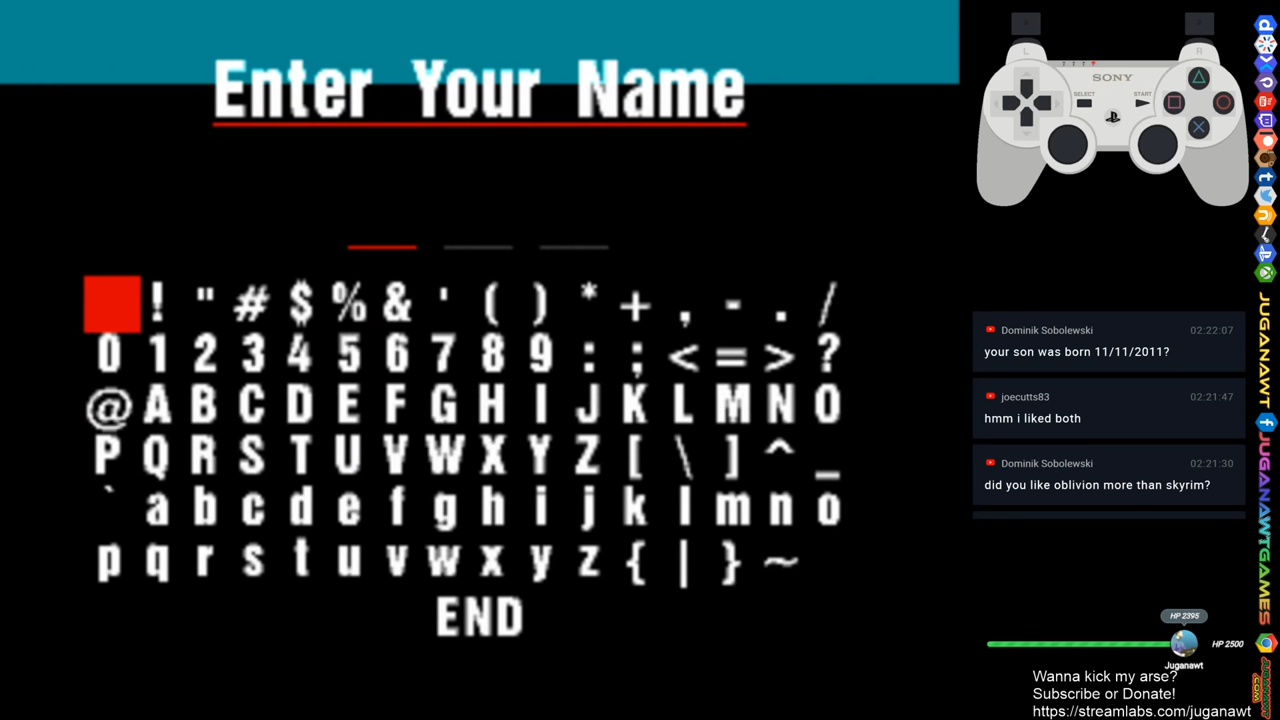 Enter Your Name
! " # $ % & ' ( ) * + , - . /
0 1 2 3 4 5 6 7 8 9 : ; < = > ?
@ A B C D E F G H I J K L M N O
P Q R S T U V W X Y Z [ \ ] ^ _
` a b c d e f g h i j k l m n o
p q r s t u v w x y z { | } ~
END
L
R
SONY
SELECT
START
Dominik Sobolewski
02:22:07
your son was born 11/11/2011?
joecutts83
02:21:47
hmm i liked both
Dominik Sobolewski
02:21:30
did you like oblivion more than skyrim?
HP 2395
HP 2500
Juganawt
Wanna kick my arse?
Subscribe or Donate!
https://streamlabs.com/juganawt
JUGANAWT
JUGANAWTGAMES
JUGANAWT
.COM